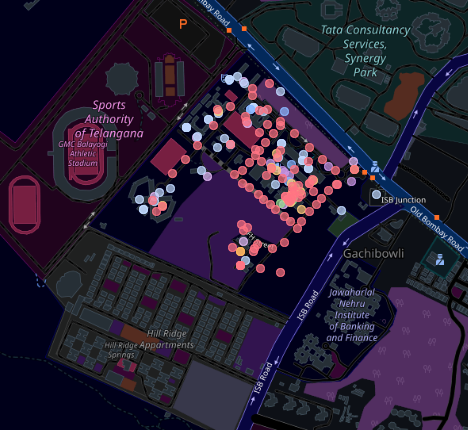 Bombay Road
P
Tata Consultancy
Services,
Synergy
Park
Sports
Authority
of Telangana
GMC Balayogi
Athletic
Stadium
ISB Junction
Old Bombay Road
Gachibowli
ISB Road
Jawaharlal
Nehru
Institute
of Banking
and Finance
Hill Ridge
Appartments
Hill Ridge
Springs
ISB Road